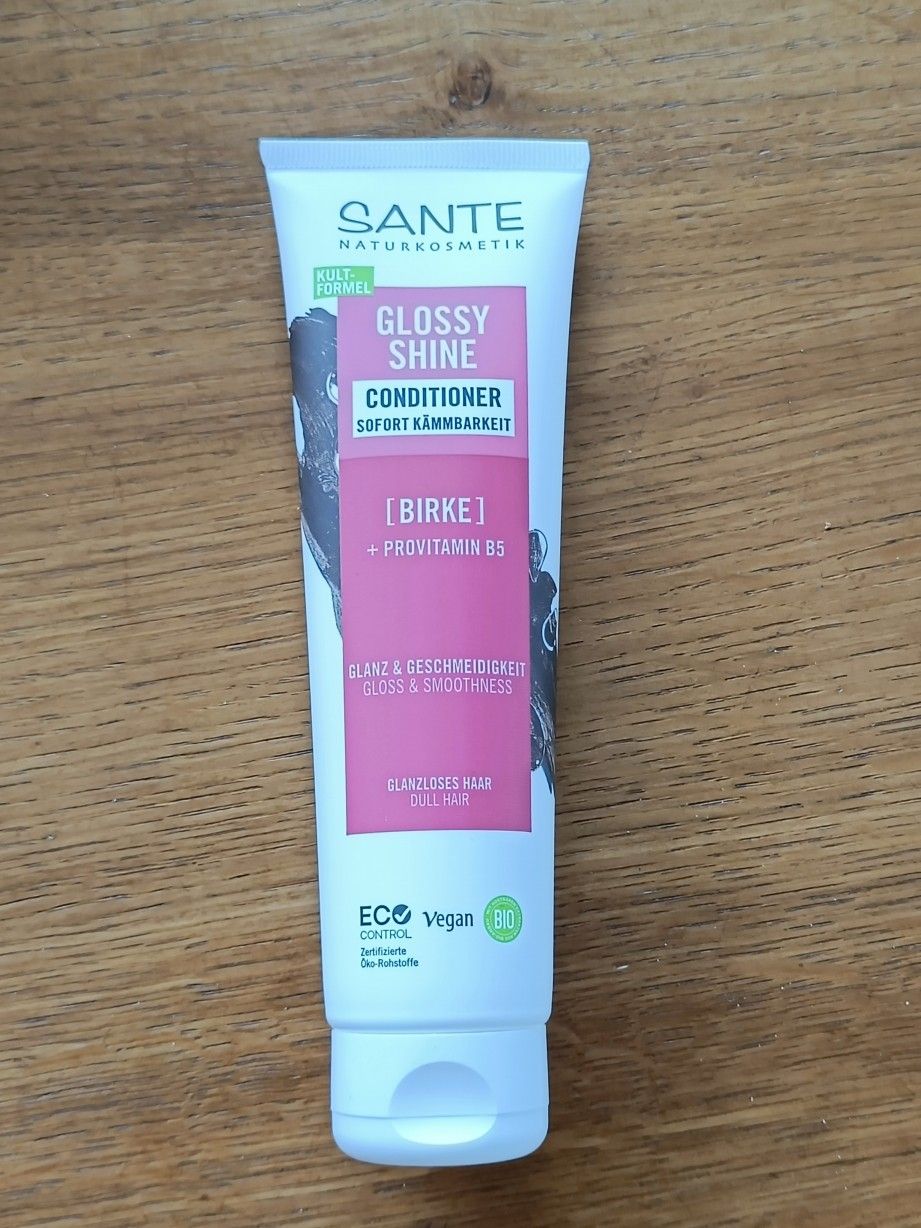 SANTE
NATURKOSMETIK
KULT-
FORMEL
GLOSSY
SHINE
CONDITIONER
SOFORT KÄMMBARKEIT
[BIRKE]
+ PROVITAMIN B5
GLANZ & GESCHMEIDIGKEIT
GLOSS & SMOOTHNESS
GLANZLOSES HAAR
DULL HAIR
ECO
CONTROL
Zertifizierte
Öko-Rohstoffe
Vegan
BIO